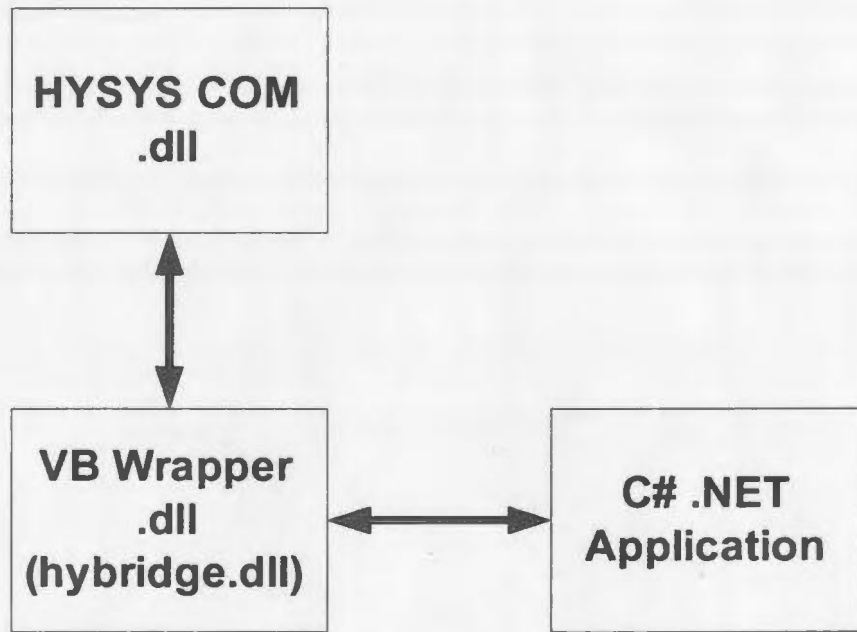 HYSYS COM
.dll
VB Wrapper
.dll
(hybridge.dll)
C# .NET
Application